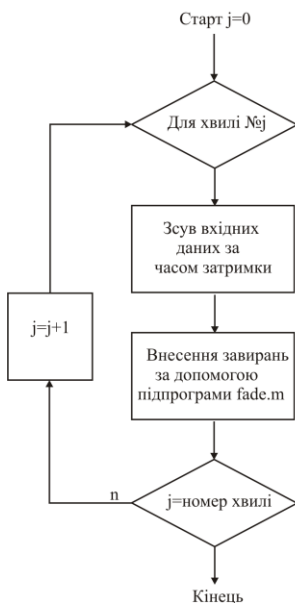 Старт j=0
Для хвилі №j
Зсув вхідних
даних за
часом затримки
j=j+1
Внесення завирань
за допомогою
підпрограми fade.m
n
j=номер хвилі
Кінець